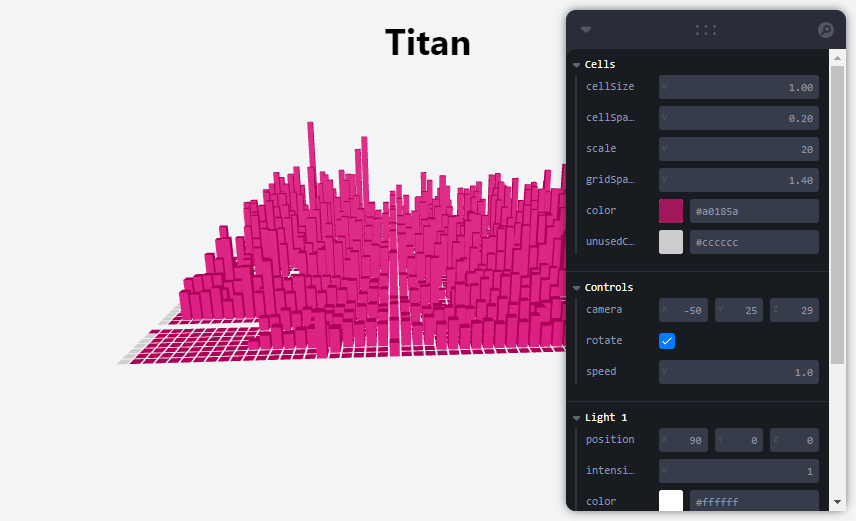 Titan
Cells
cellSize V 1.00
cellSpa… V 0.20
scale V 20
gridSpa… V 1.40
color #a0185a
unusedC… #cccccc
Controls
camera X -50 Y 25 Z 29
rotate
speed V 1.0
Light 1
position X 90 Y 0 Z 0
intensi… V 1
color #ffffff